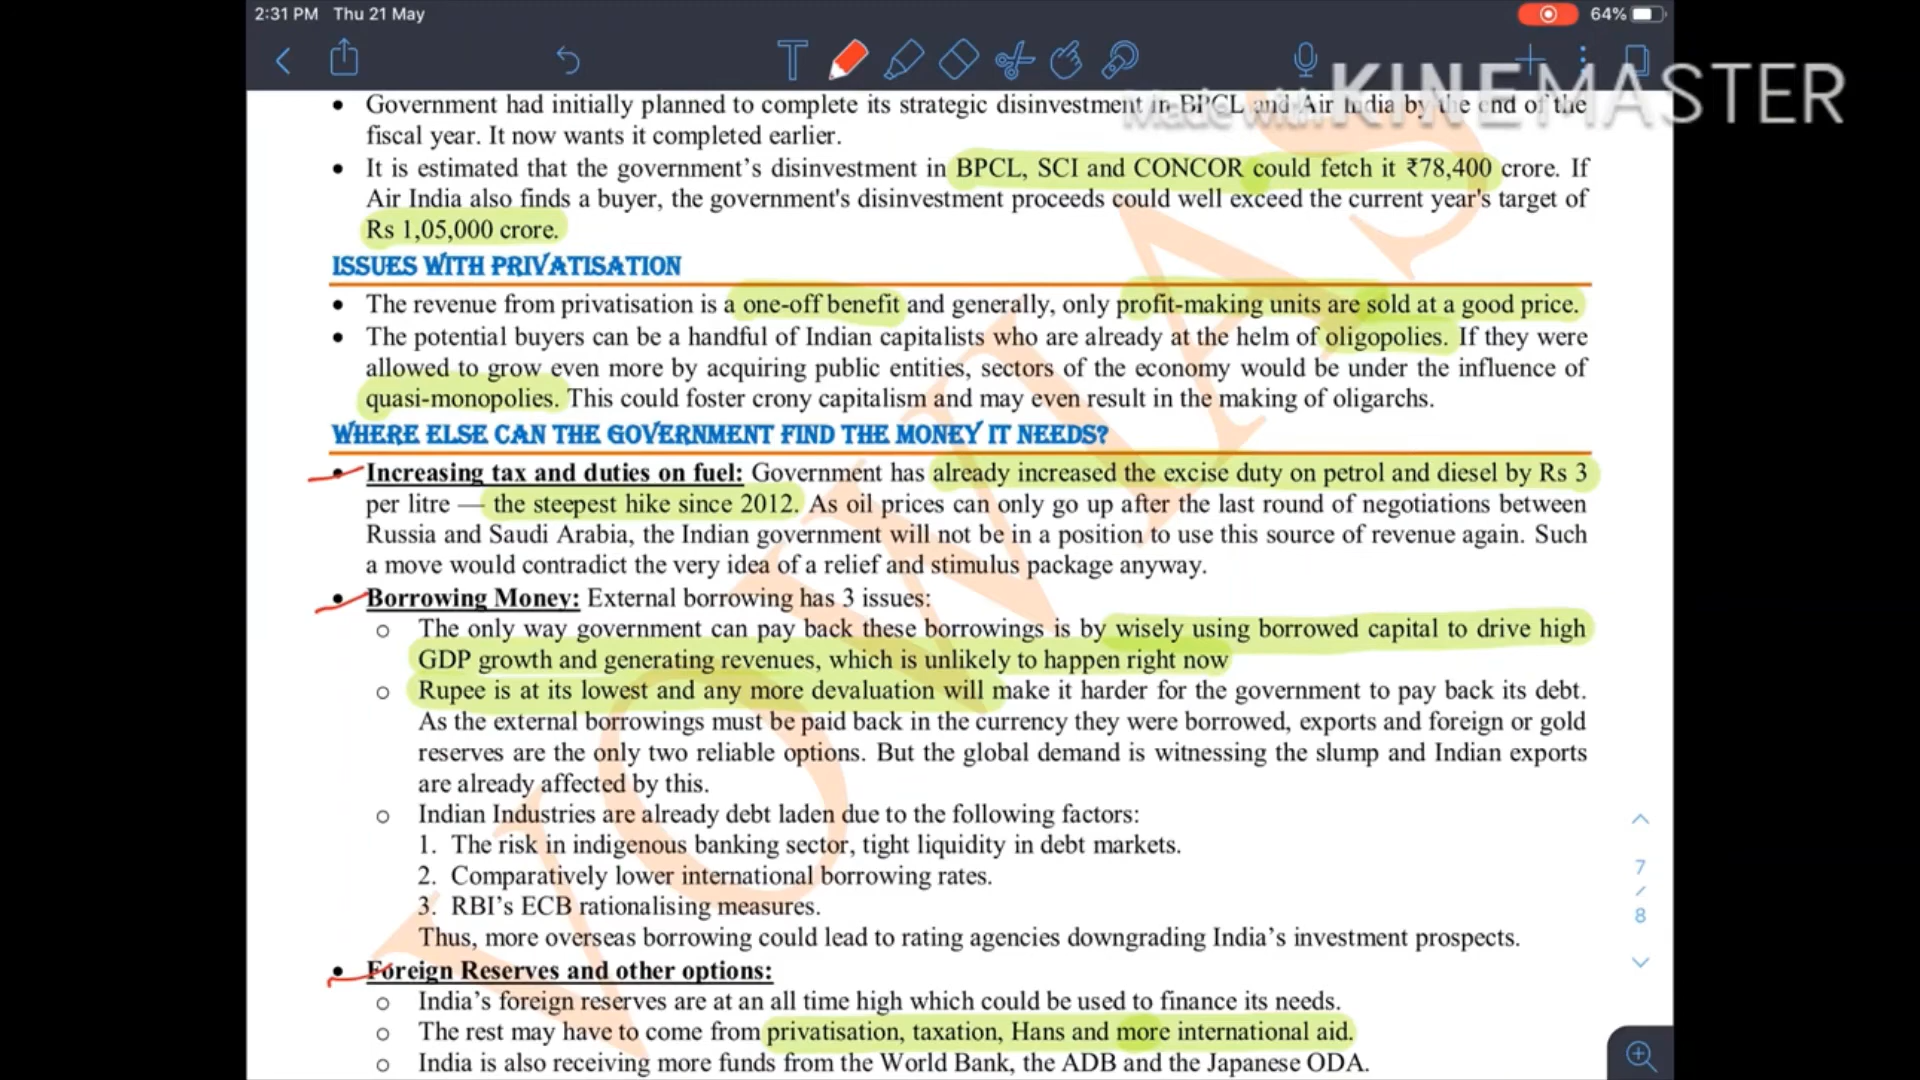 2:31 PM Thu 21 May
64%
Made with KINEMASTER
• Government had initially planned to complete its strategic disinvestment in BPCL and Air India by the end of the
fiscal year. It now wants it completed earlier.
• It is estimated that the government’s disinvestment in BPCL, SCI and CONCOR could fetch it ₹78,400 crore. If
Air India also finds a buyer, the government's disinvestment proceeds could well exceed the current year's target of
Rs 1,05,000 crore.
ISSUES WITH PRIVATISATION
• The revenue from privatisation is a one-off benefit and generally, only profit-making units are sold at a good price.
• The potential buyers can be a handful of Indian capitalists who are already at the helm of oligopolies. If they were
allowed to grow even more by acquiring public entities, sectors of the economy would be under the influence of
quasi-monopolies. This could foster crony capitalism and may even result in the making of oligarchs.
WHERE ELSE CAN THE GOVERNMENT FIND THE MONEY IT NEEDS?
• Increasing tax and duties on fuel: Government has already increased the excise duty on petrol and diesel by Rs 3
per litre — the steepest hike since 2012. As oil prices can only go up after the last round of negotiations between
Russia and Saudi Arabia, the Indian government will not be in a position to use this source of revenue again. Such
a move would contradict the very idea of a relief and stimulus package anyway.
• Borrowing Money: External borrowing has 3 issues:
o The only way government can pay back these borrowings is by wisely using borrowed capital to drive high
GDP growth and generating revenues, which is unlikely to happen right now
o Rupee is at its lowest and any more devaluation will make it harder for the government to pay back its debt.
As the external borrowings must be paid back in the currency they were borrowed, exports and foreign or gold
reserves are the only two reliable options. But the global demand is witnessing the slump and Indian exports
are already affected by this.
o Indian Industries are already debt laden due to the following factors:
1. The risk in indigenous banking sector, tight liquidity in debt markets.
2. Comparatively lower international borrowing rates.
3. RBI’s ECB rationalising measures.
Thus, more overseas borrowing could lead to rating agencies downgrading India’s investment prospects.
• Foreign Reserves and other options:
o India’s foreign reserves are at an all time high which could be used to finance its needs.
o The rest may have to come from privatisation, taxation, Hans and more international aid.
o India is also receiving more funds from the World Bank, the ADB and the Japanese ODA.
7
/
8
VOW IAS